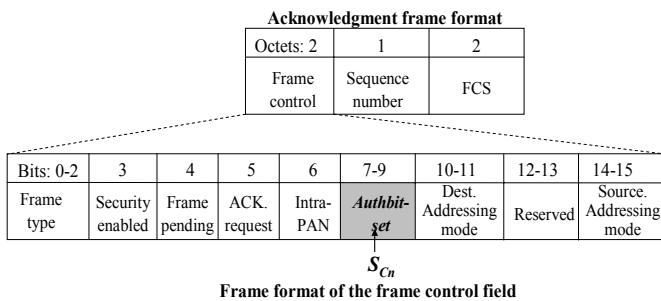 Acknowledgment frame format
Octets: 2 1 2
Frame control Sequence number FCS
Bits: 0-2 3 4 5 6 7-9 10-11 12-13 14-15
Frame type Security enabled Frame pending ACK. request Intra-PAN Authbit-set Dest. Addressing mode Reserved Source. Addressing mode
S_Cn
Frame format of the frame control field